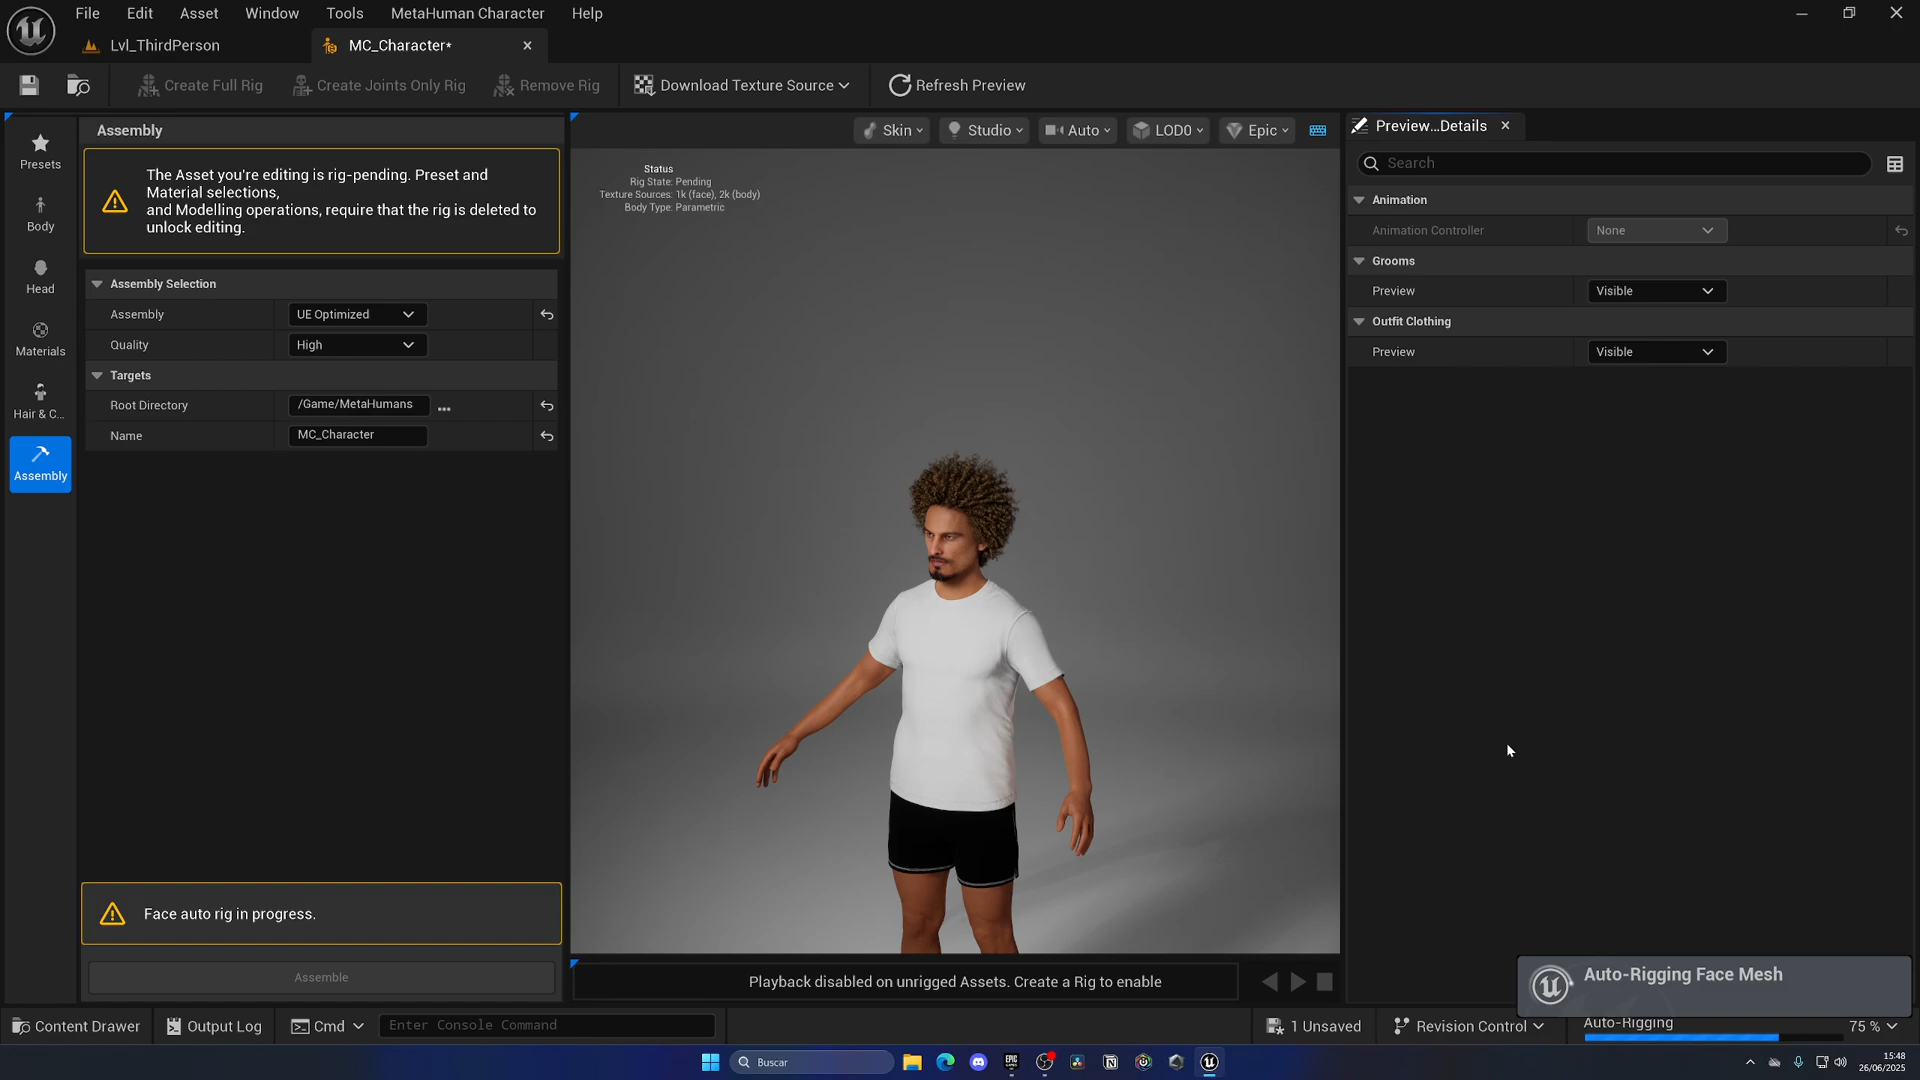 File Edit Asset Window Tools MetaHuman Character Help
Lvl_ThirdPerson
MC_Character*
Create Full Rig
Create Joints Only Rig
Remove Rig
Download Texture Source
Refresh Preview
Presets
Body
Head
Materials
Hair & C...
Assembly
Assembly
The Asset you're editing is rig-pending. Preset and
Material selections,
and Modelling operations, require that the rig is deleted to
unlock editing.
Assembly Selection
Assembly UE Optimized
Quality High
Targets
Root Directory /Game/MetaHumans ...
Name MC_Character
Face auto rig in progress.
Assemble
Skin Studio Auto LOD0 Epic
Status
Rig State: Pending
Texture Sources: 1k (face), 2k (body)
Body Type: Parametric
Playback disabled on unrigged Assets. Create a Rig to enable
Preview...Details
Search
Animation
Animation Controller None
Grooms
Preview Visible
Outfit Clothing
Preview Visible
Auto-Rigging Face Mesh
Auto-Rigging 75 %
Content Drawer
Output Log
Cmd
Enter Console Command
1 Unsaved
Revision Control
Buscar
EPIC
15:48
26/06/2025